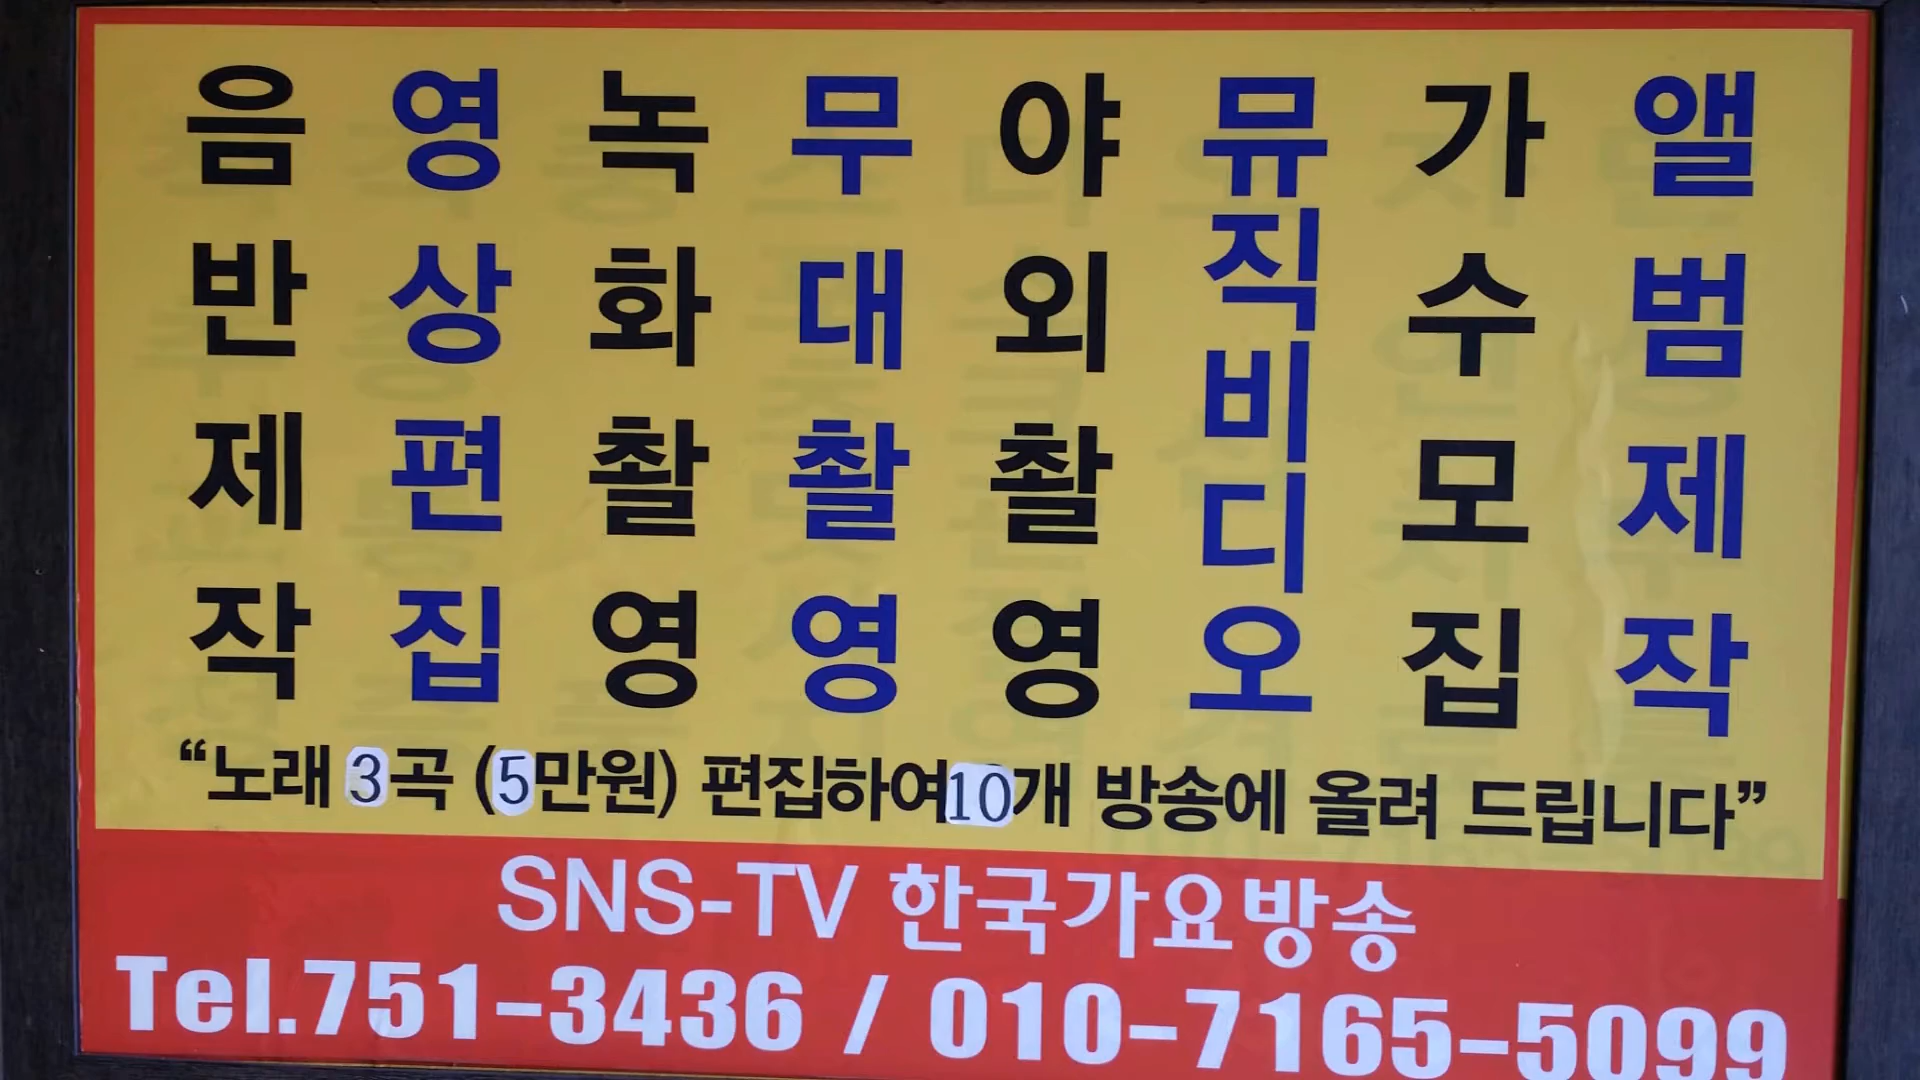 음반제작
영상편집
녹화촬영
무대촬영
야외촬영
뮤직비디오
가수모집
앨범제작
“노래 3곡 (5만원) 편집하여 10개 방송에 올려 드립니다”
SNS-TV 한국가요방송
Tel.751-3436 / 010-7165-5099